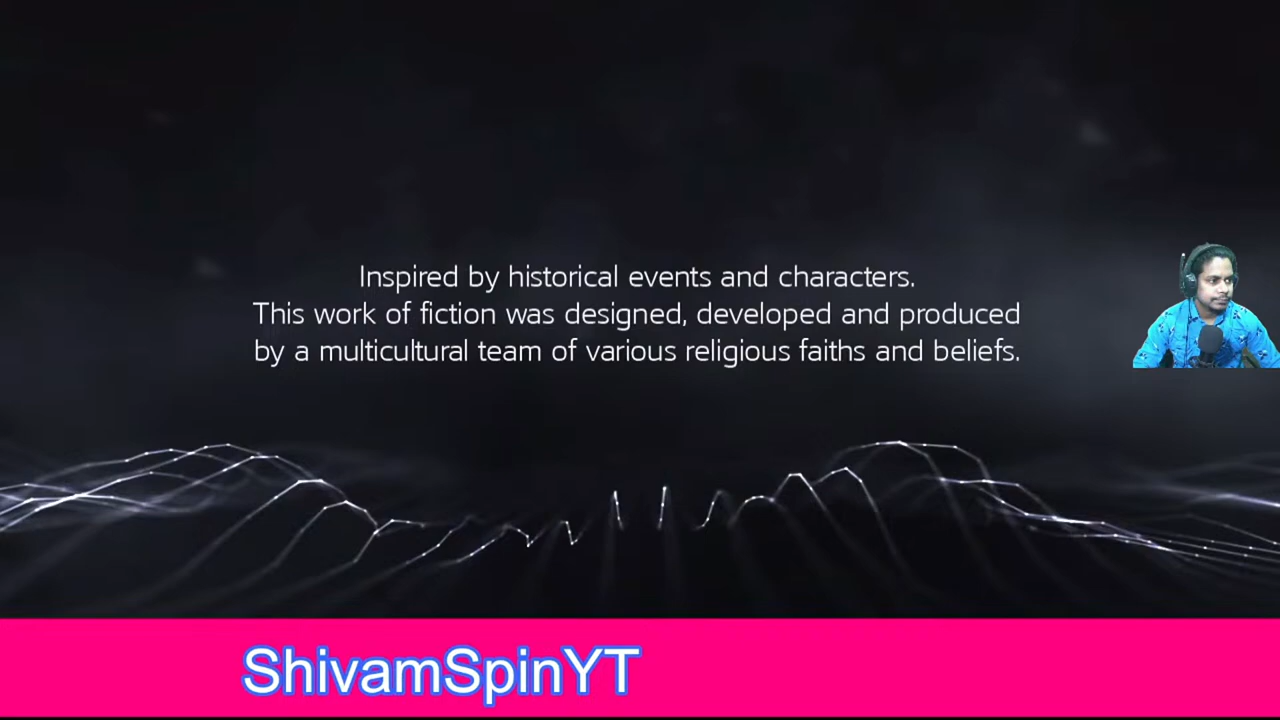 Inspired by historical events and characters.
This work of fiction was designed, developed and produced
by a multicultural team of various religious faiths and beliefs.
ShivamSpinYT